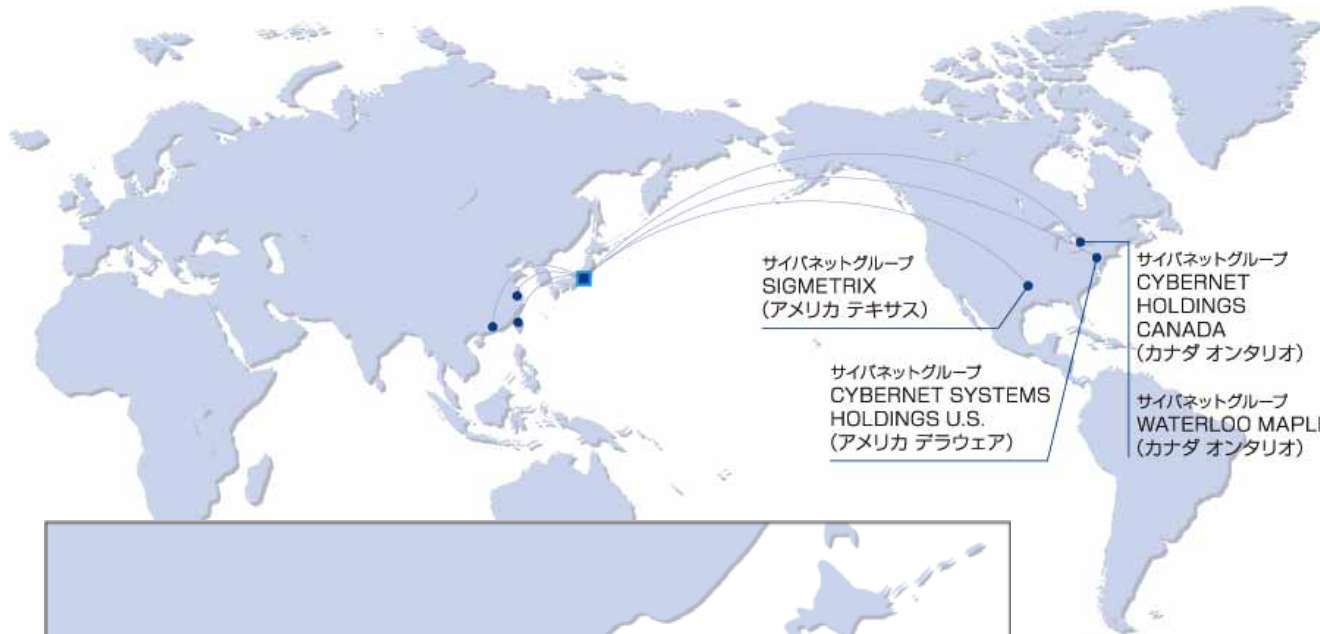 サイバネットグループ
SIGMETRIX
(アメリカ テキサス)
サイバネットグループ
CYBERNET SYSTEMS
HOLDINGS U.S.
(アメリカ デラウェア)
サイバネットグループ
CYBERNET
HOLDINGS
CANADA
(カナダ オンタリオ)
サイバネットグループ
WATERLOO MAPL
(カナダ オンタリオ)